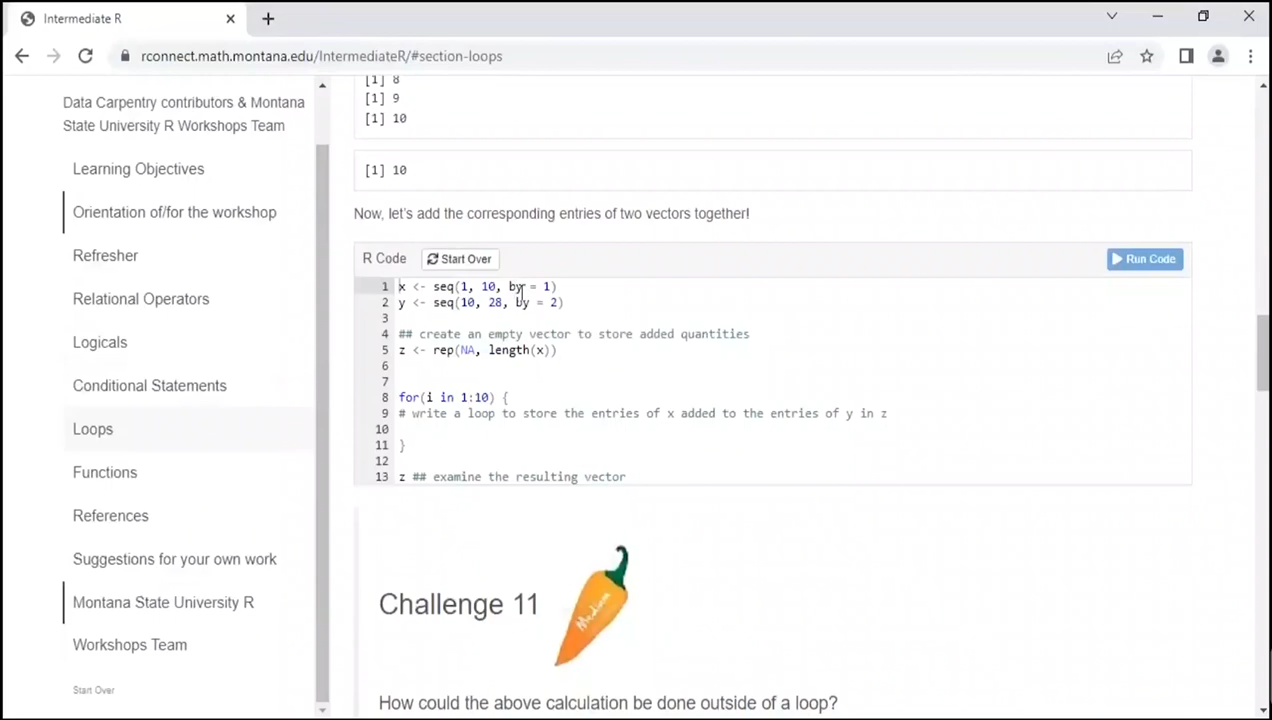 Intermediate R
rconnect.math.montana.edu/IntermediateR/#section-loops
Data Carpentry contributors & Montana
State University R Workshops Team
Learning Objectives
Orientation of/for the workshop
Refresher
Relational Operators
Logicals
Conditional Statements
Loops
Functions
References
Suggestions for your own work
Montana State University R
Workshops Team
Start Over
[1] 8
[1] 9
[1] 10
[1] 10
Now, let's add the corresponding entries of two vectors together!
R Code Start Over Run Code
1 x <- seq(1, 10, by = 1)
2 y <- seq(10, 28, by = 2)
3
4 ## create an empty vector to store added quantities
5 z <- rep(NA, length(x))
6
7
8 for(i in 1:10) {
9 # write a loop to store the entries of x added to the entries of y in z
10
11 }
12
13 z ## examine the resulting vector
Challenge 11
Medium
How could the above calculation be done outside of a loop?